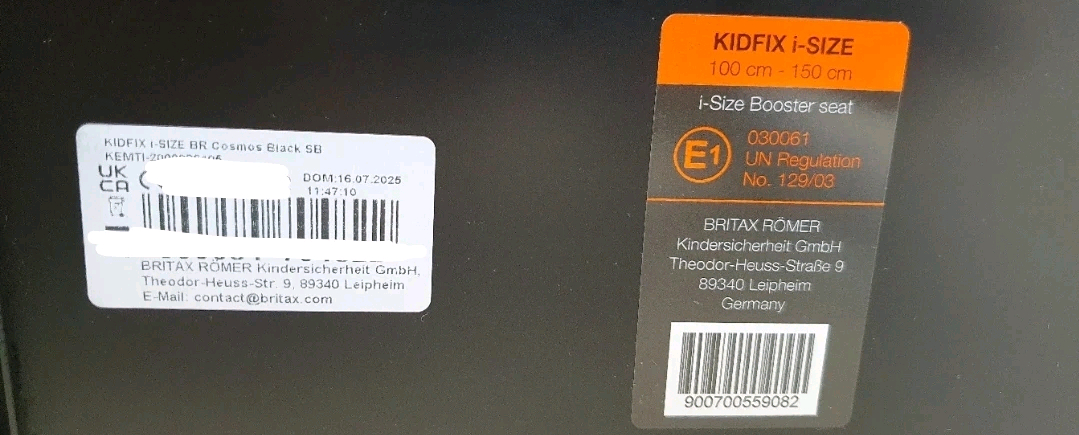 KIDFIX i-SIZE BR Cosmos Black SB
UK
CA
DOM:16.07.2025
11:47:10
BRITAX RÖMER Kindersicherheit GmbH,
Theodor-Heuss-Str. 9, 89340 Leipheim
E-Mail: contact@britax.com
KIDFIX i-SIZE
100 cm - 150 cm
i-Size Booster seat
E1
030061
UN Regulation
No. 129/03
BRITAX RÖMER
Kindersicherheit GmbH
Theodor-Heuss-Straße 9
89340 Leipheim
Germany
900700559082